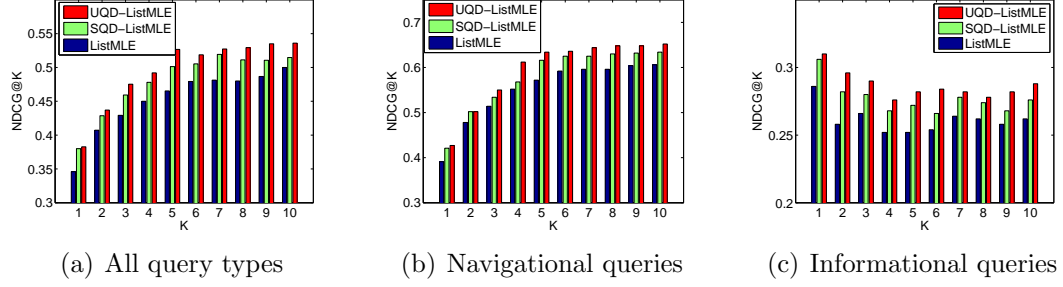 UQD-ListMLE
SQD-ListMLE
ListMLE
NDCG@K
0.55
0.5
0.45
0.4
0.35
0.3
1 2 3 4 5 6 7 8 9 10
K
(a) All query types
UQD-ListMLE
SQD-ListMLE
ListMLE
NDCG@K
0.7
0.6
0.5
0.4
0.3
1 2 3 4 5 6 7 8 9 10
K
(b) Navigational queries
UQD-ListMLE
SQD-ListMLE
ListMLE
NDCG@K
0.3
0.25
0.2
1 2 3 4 5 6 7 8 9 10
K
(c) Informational queries